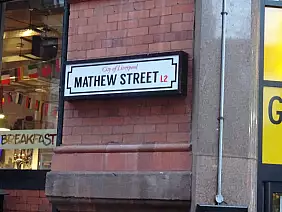 City of Liverpool
MATHEW STREET L2
BREAKFAST
G